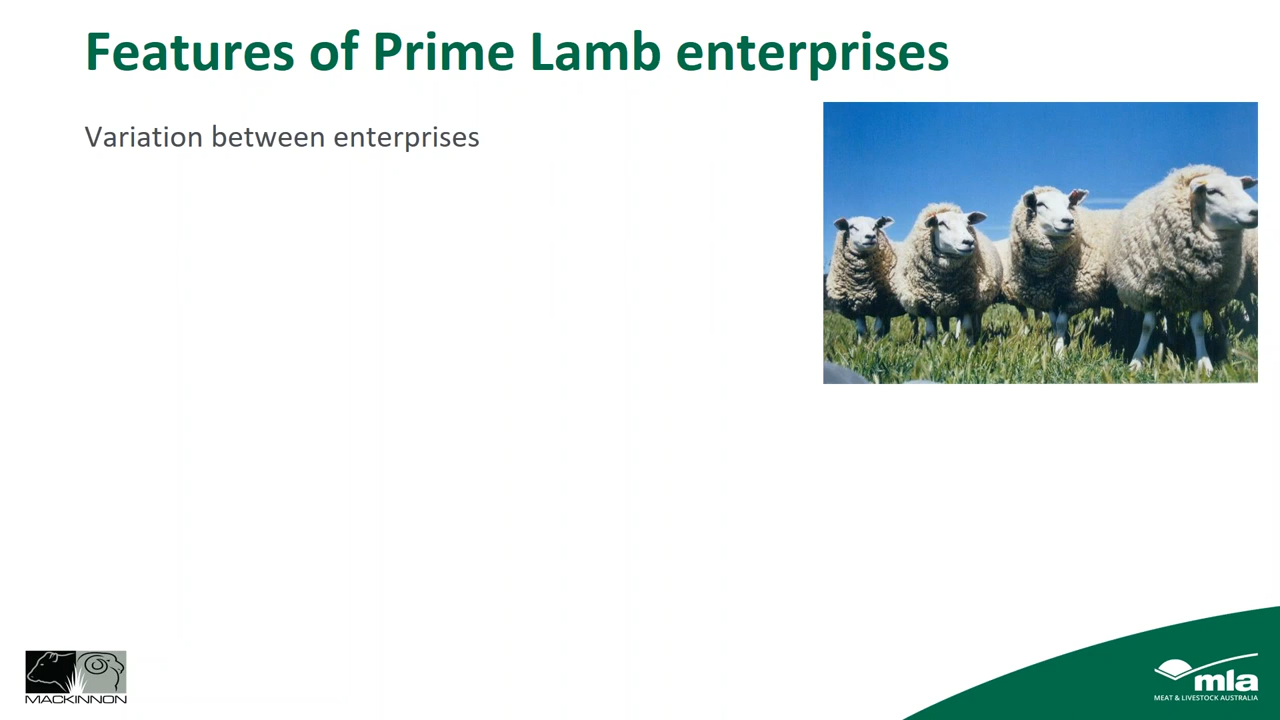 Features of Prime Lamb enterprises
Variation between enterprises
MACKINNON
mla
MEAT & LIVESTOCK AUSTRALIA